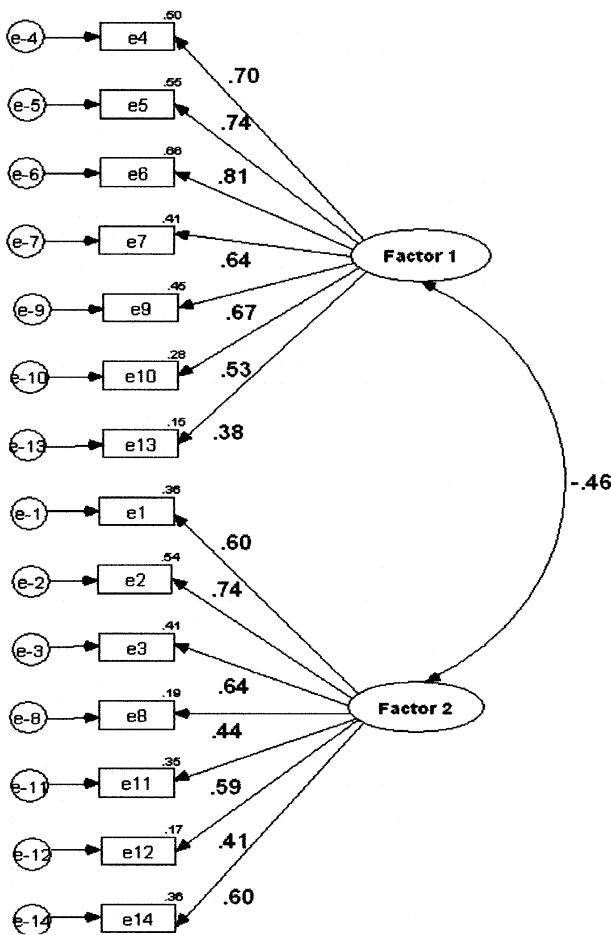 .50
e-4 e4
.70
.55
e-5 e5
.74
.66
e-6 e6
.81
.41
e-7 e7
.64
Factor 1
.45
e-9 e9
.67
.28
e-10 e10
.53
.15
e-13 e13
.38
-.46
.36
e-1 e1
.60
.54
e-2 e2
.74
.41
e-3 e3
.64
.19
e-8 e8
.44
Factor 2
.35
e-11 e11
.59
.17
e-12 e12
.41
.36
e-14 e14
.60